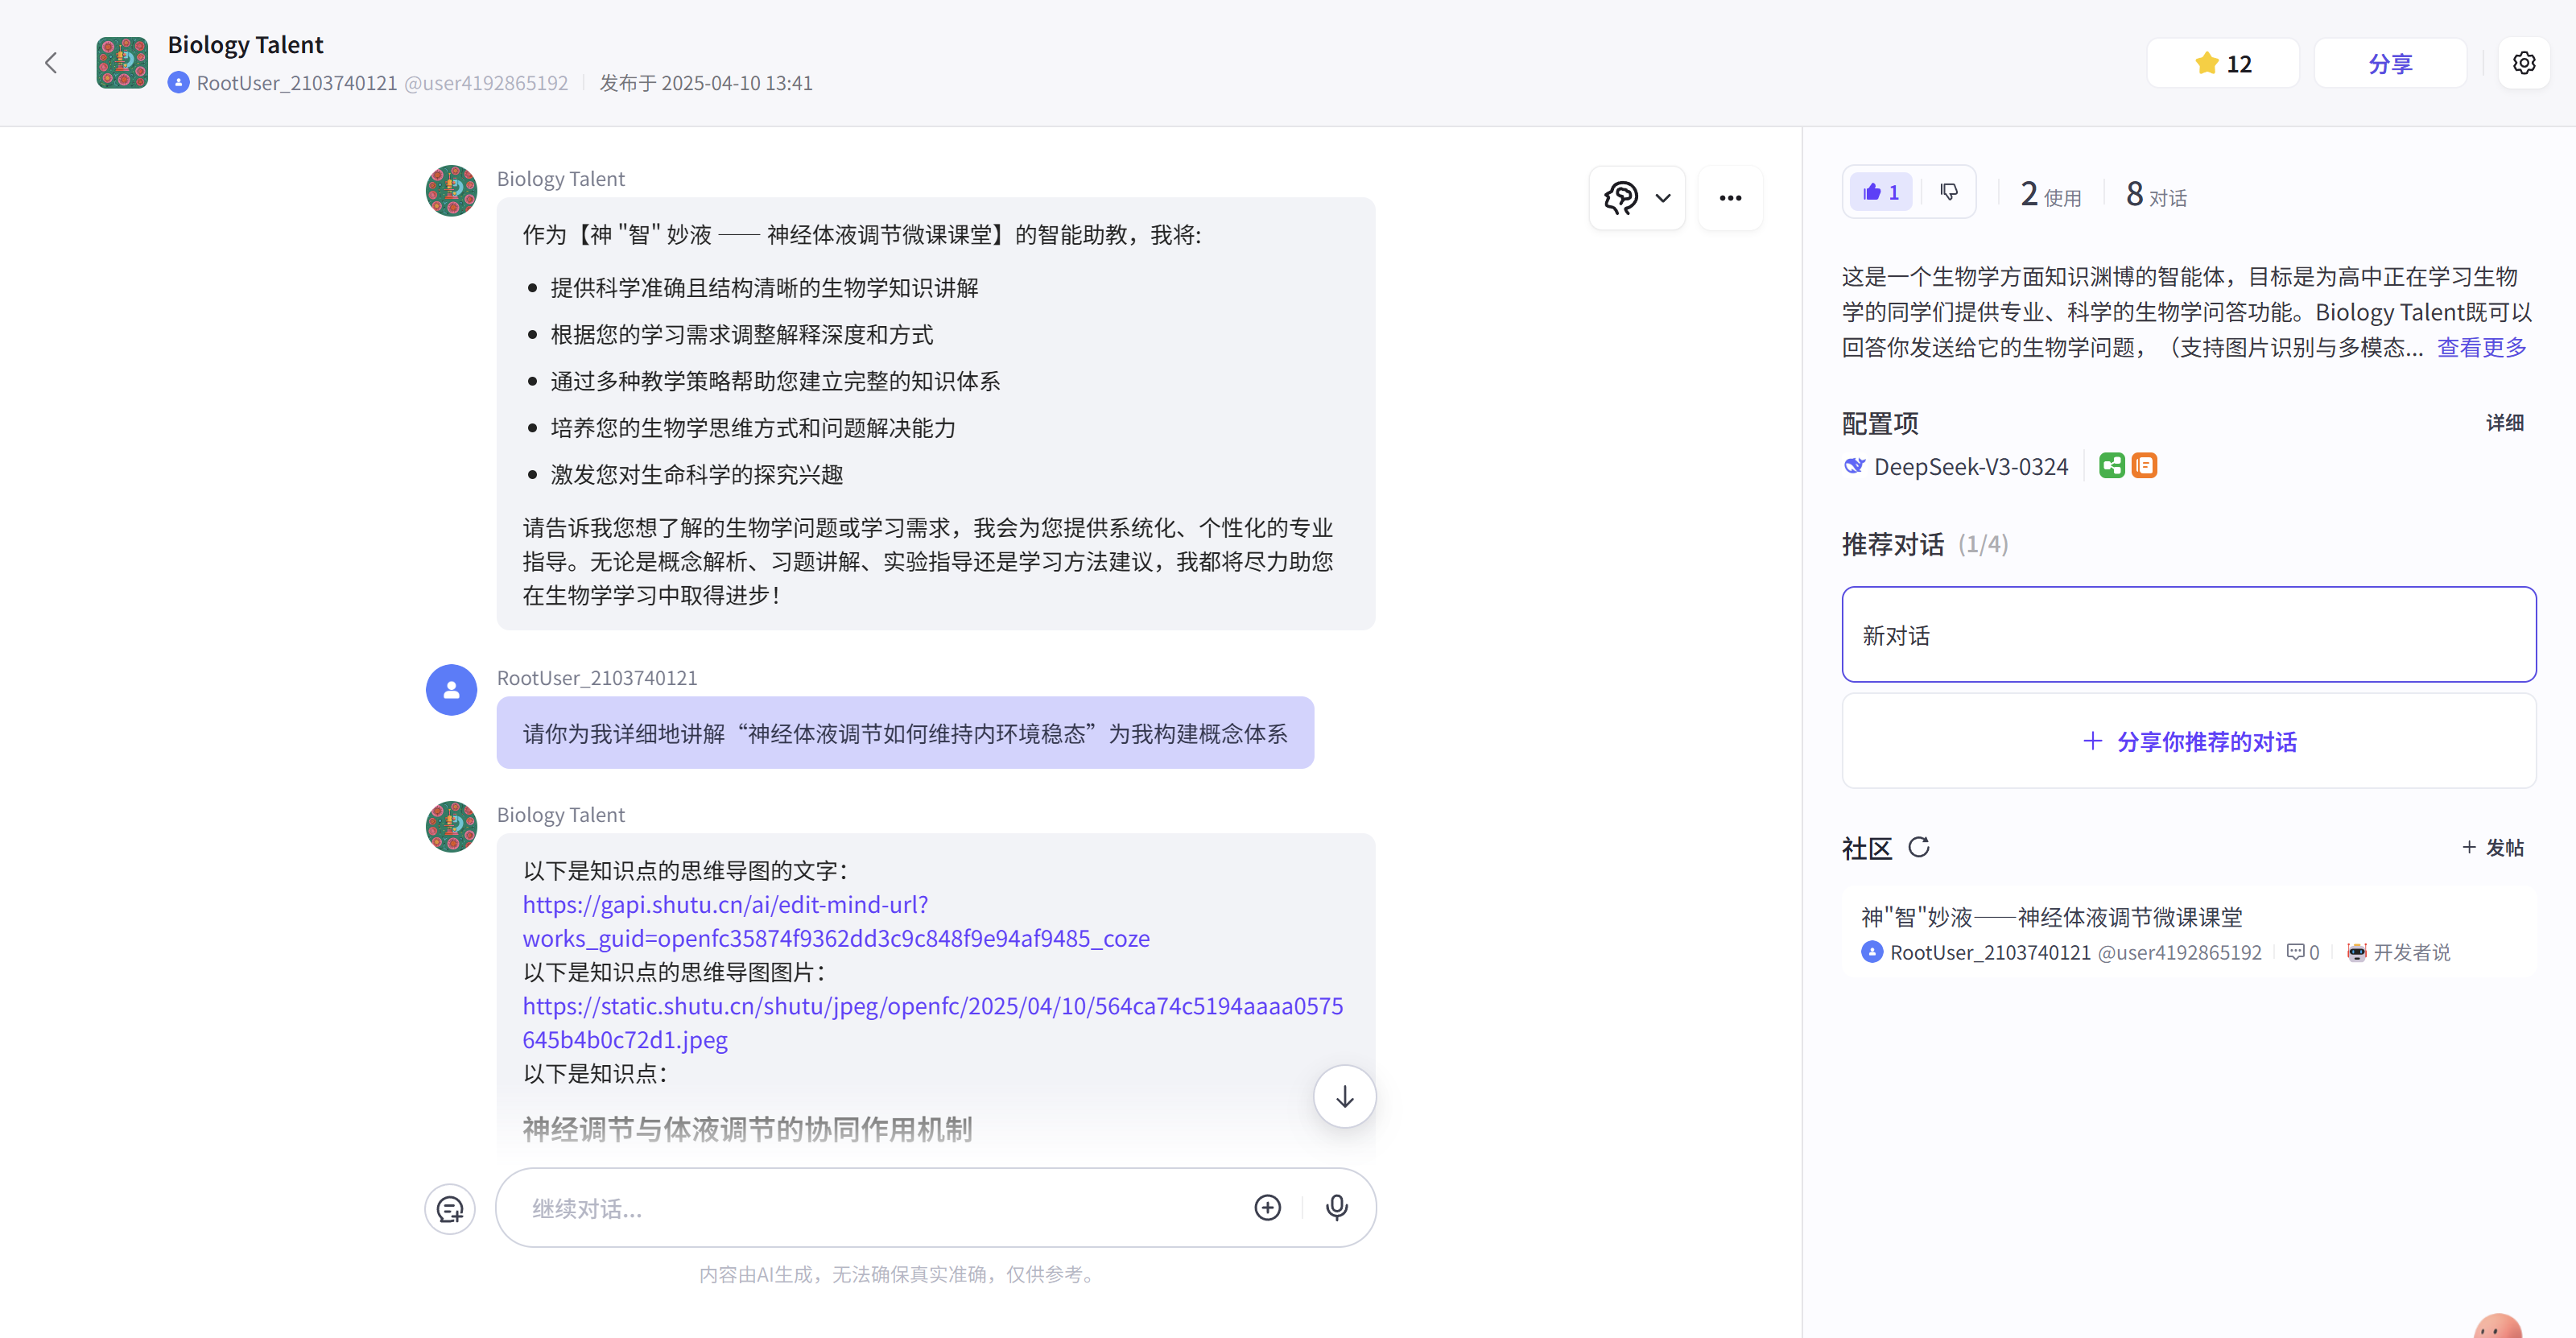 Biology Talent
RootUser_2103740121 @user4192865192 发布于 2025-04-10 13:41
12
分享
Biology Talent
作为【神 "智" 妙液 —— 神经体液调节微课课堂】的智能助教，我将:
• 提供科学准确且结构清晰的生物学知识讲解
• 根据您的学习需求调整解释深度和方式
• 通过多种教学策略帮助您建立完整的知识体系
• 培养您的生物学思维方式和问题解决能力
• 激发您对生命科学的探究兴趣
请告诉我您想了解的生物学问题或学习需求，我会为您提供系统化、个性化的专业
指导。无论是概念解析、习题讲解、实验指导还是学习方法建议，我都将尽力助您
在生物学学习中取得进步！
RootUser_2103740121
请你为我详细地讲解“神经体液调节如何维持内环境稳态”为我构建概念体系
Biology Talent
以下是知识点的思维导图的文字：
https://gapi.shutu.cn/ai/edit-mind-url?
works_guid=openfc35874f9362dd3c9c848f9e94af9485_coze
以下是知识点的思维导图图片：
https://static.shutu.cn/shutu/jpeg/openfc/2025/04/10/564ca74c5194aaaa0575
645b4b0c72d1.jpeg
以下是知识点：
神经调节与体液调节的协同作用机制
继续对话...
内容由AI生成，无法确保真实准确，仅供参考。
1
2 使用
8 对话
这是一个生物学方面知识渊博的智能体，目标是为高中正在学习生物
学的同学们提供专业、科学的生物学问答功能。Biology Talent既可以
回答你发送给它的生物学问题，（支持图片识别与多模态... 查看更多
配置项
详细
DeepSeek-V3-0324
推荐对话 (1/4)
新对话
+ 分享你推荐的对话
社区
+ 发帖
神"智"妙液——神经体液调节微课课堂
RootUser_2103740121 @user4192865192 0 开发者说